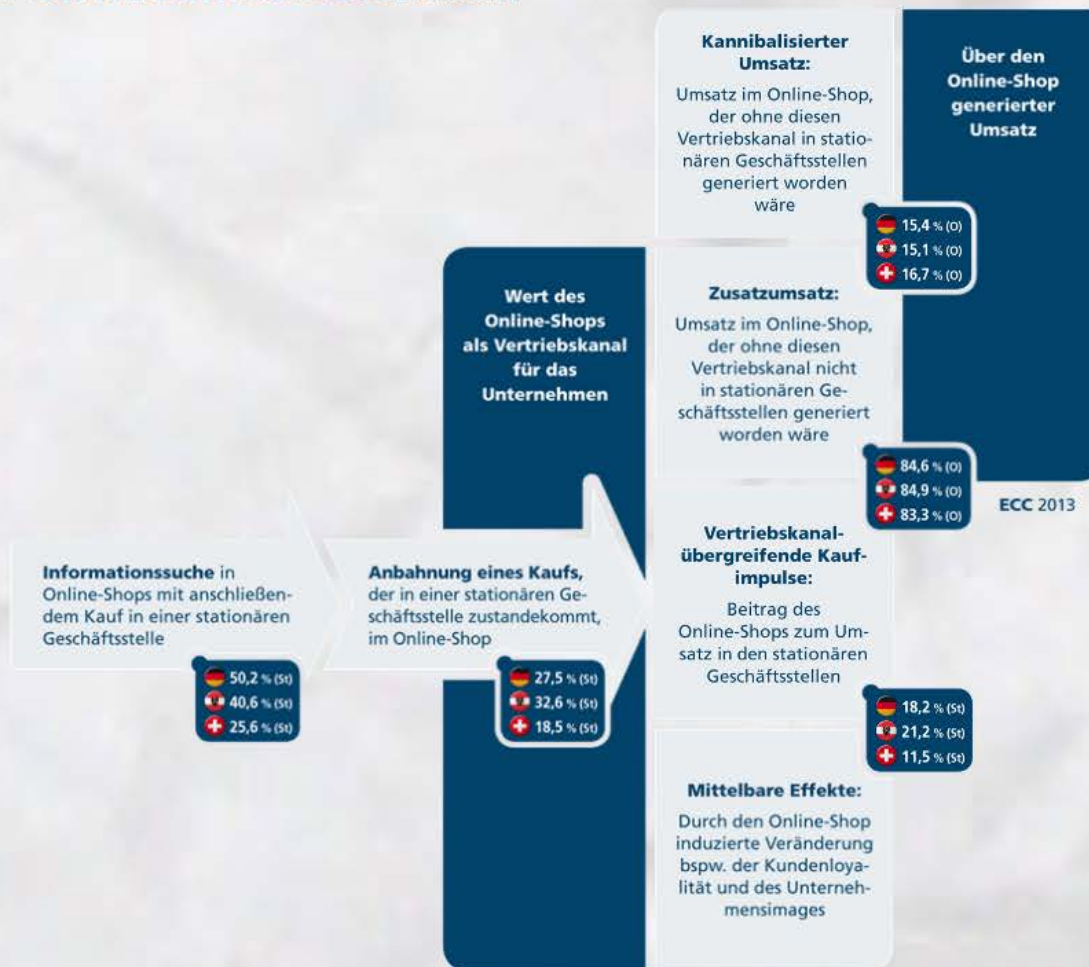 Kannibalisierter
Umsatz:
Umsatz im Online-Shop,
der ohne diesen
Vertriebskanal in statio-
nären Geschäftsstellen
generiert worden
wäre
Über den
Online-Shop
generierter
Umsatz
15,4 % (O)
15,1 % (O)
16,7 % (O)
Wert des
Online-Shops
als Vertriebskanal
für das
Unternehmen
Zusatzumsatz:
Umsatz im Online-Shop,
der ohne diesen
Vertriebskanal nicht
in stationären Ge-
schäftsstellen generiert
worden wäre
84,6 % (O)
84,9 % (O)
83,3 % (O)
ECC 2013
Informationssuche in
Online-Shops mit anschließen-
dem Kauf in einer stationären
Geschäftsstelle
50,2 % (St)
40,6 % (St)
25,6 % (St)
Anbahnung eines Kaufs,
der in einer stationären Ge-
schäftsstelle zustandekommt,
im Online-Shop
27,5 % (St)
32,6 % (St)
18,5 % (St)
Vertriebskanal-
übergreifende Kauf-
impulse:
Beitrag des
Online-Shops zum Um-
satz in den stationären
Geschäftsstellen
18,2 % (St)
21,2 % (St)
11,5 % (St)
Mittelbare Effekte:
Durch den Online-Shop
induzierte Veränderung
bspw. der Kundenloya-
lität und des Unterneh-
mensimages